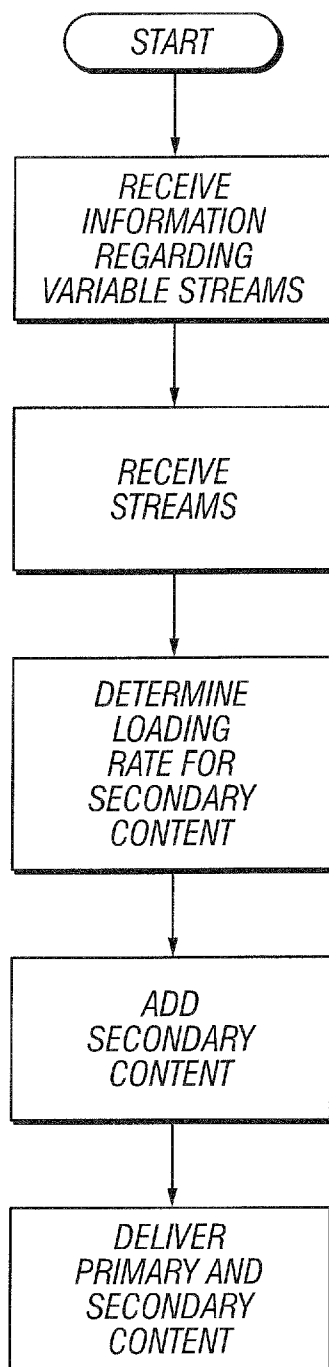 START
RECEIVE
INFORMATION
REGARDING
VARIABLE STREAMS
RECEIVE
STREAMS
DETERMINE
LOADING
RATE FOR
SECONDARY
CONTENT
ADD
SECONDARY
CONTENT
DELIVER
PRIMARY AND
SECONDARY
CONTENT